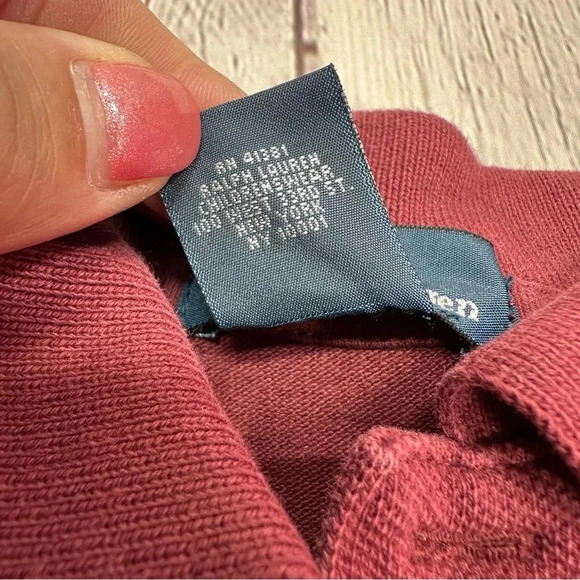 RN 41381
RALPH LAUREN
CHILDRENSWEAR
100 WEST 33RD ST.
NEW YORK
NY 10001